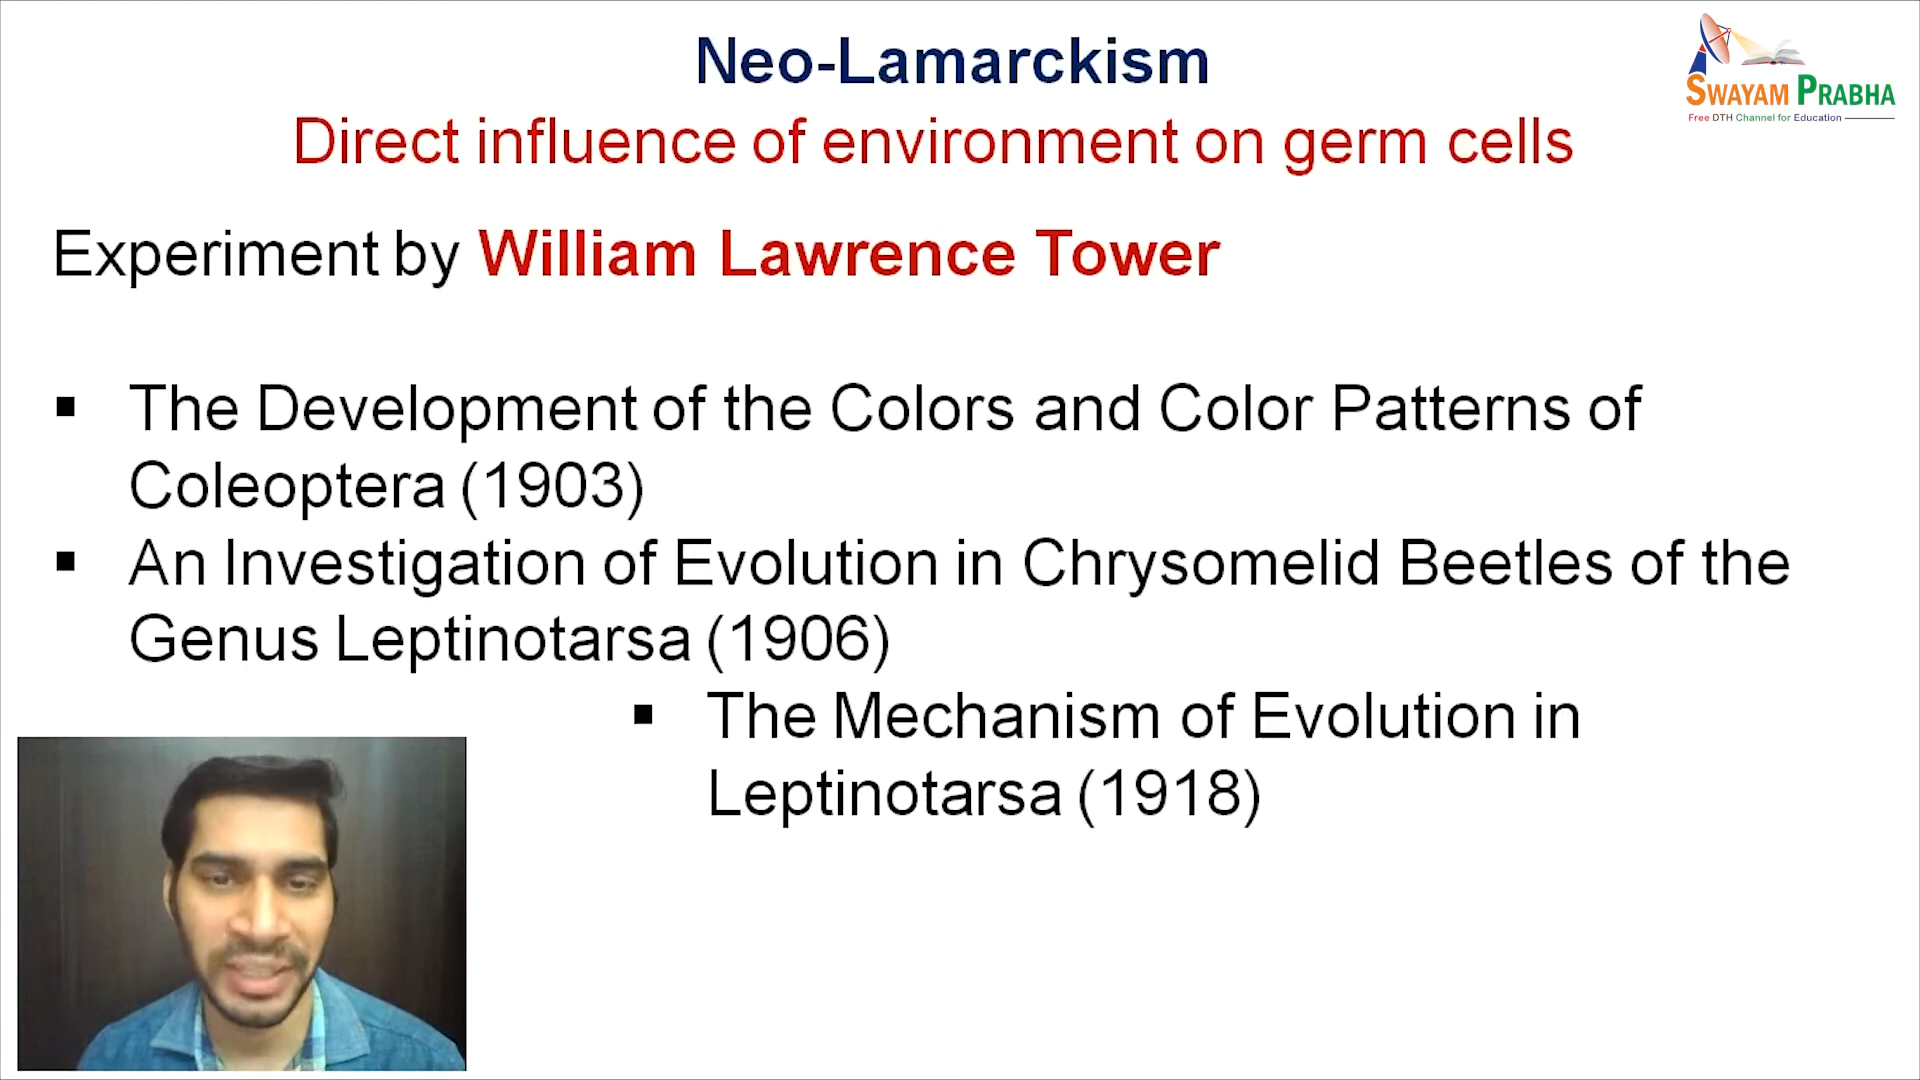 Neo-Lamarckism
SWAYAM PRABHA
Free DTH Channel for Education
Direct influence of environment on germ cells
Experiment by William Lawrence Tower
▪ The Development of the Colors and Color Patterns of
Coleoptera (1903)
▪ An Investigation of Evolution in Chrysomelid Beetles of the
Genus Leptinotarsa (1906)
▪ The Mechanism of Evolution in
Leptinotarsa (1918)